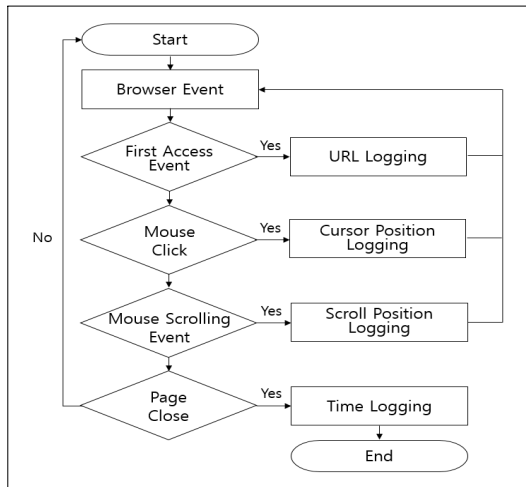 Start
Browser Event
First Access
Event
Yes
URL Logging
Mouse
Click
Yes
Cursor Position
Logging
No
Mouse Scrolling
Event
Yes
Scroll Position
Logging
Page
Close
Yes
Time Logging
End